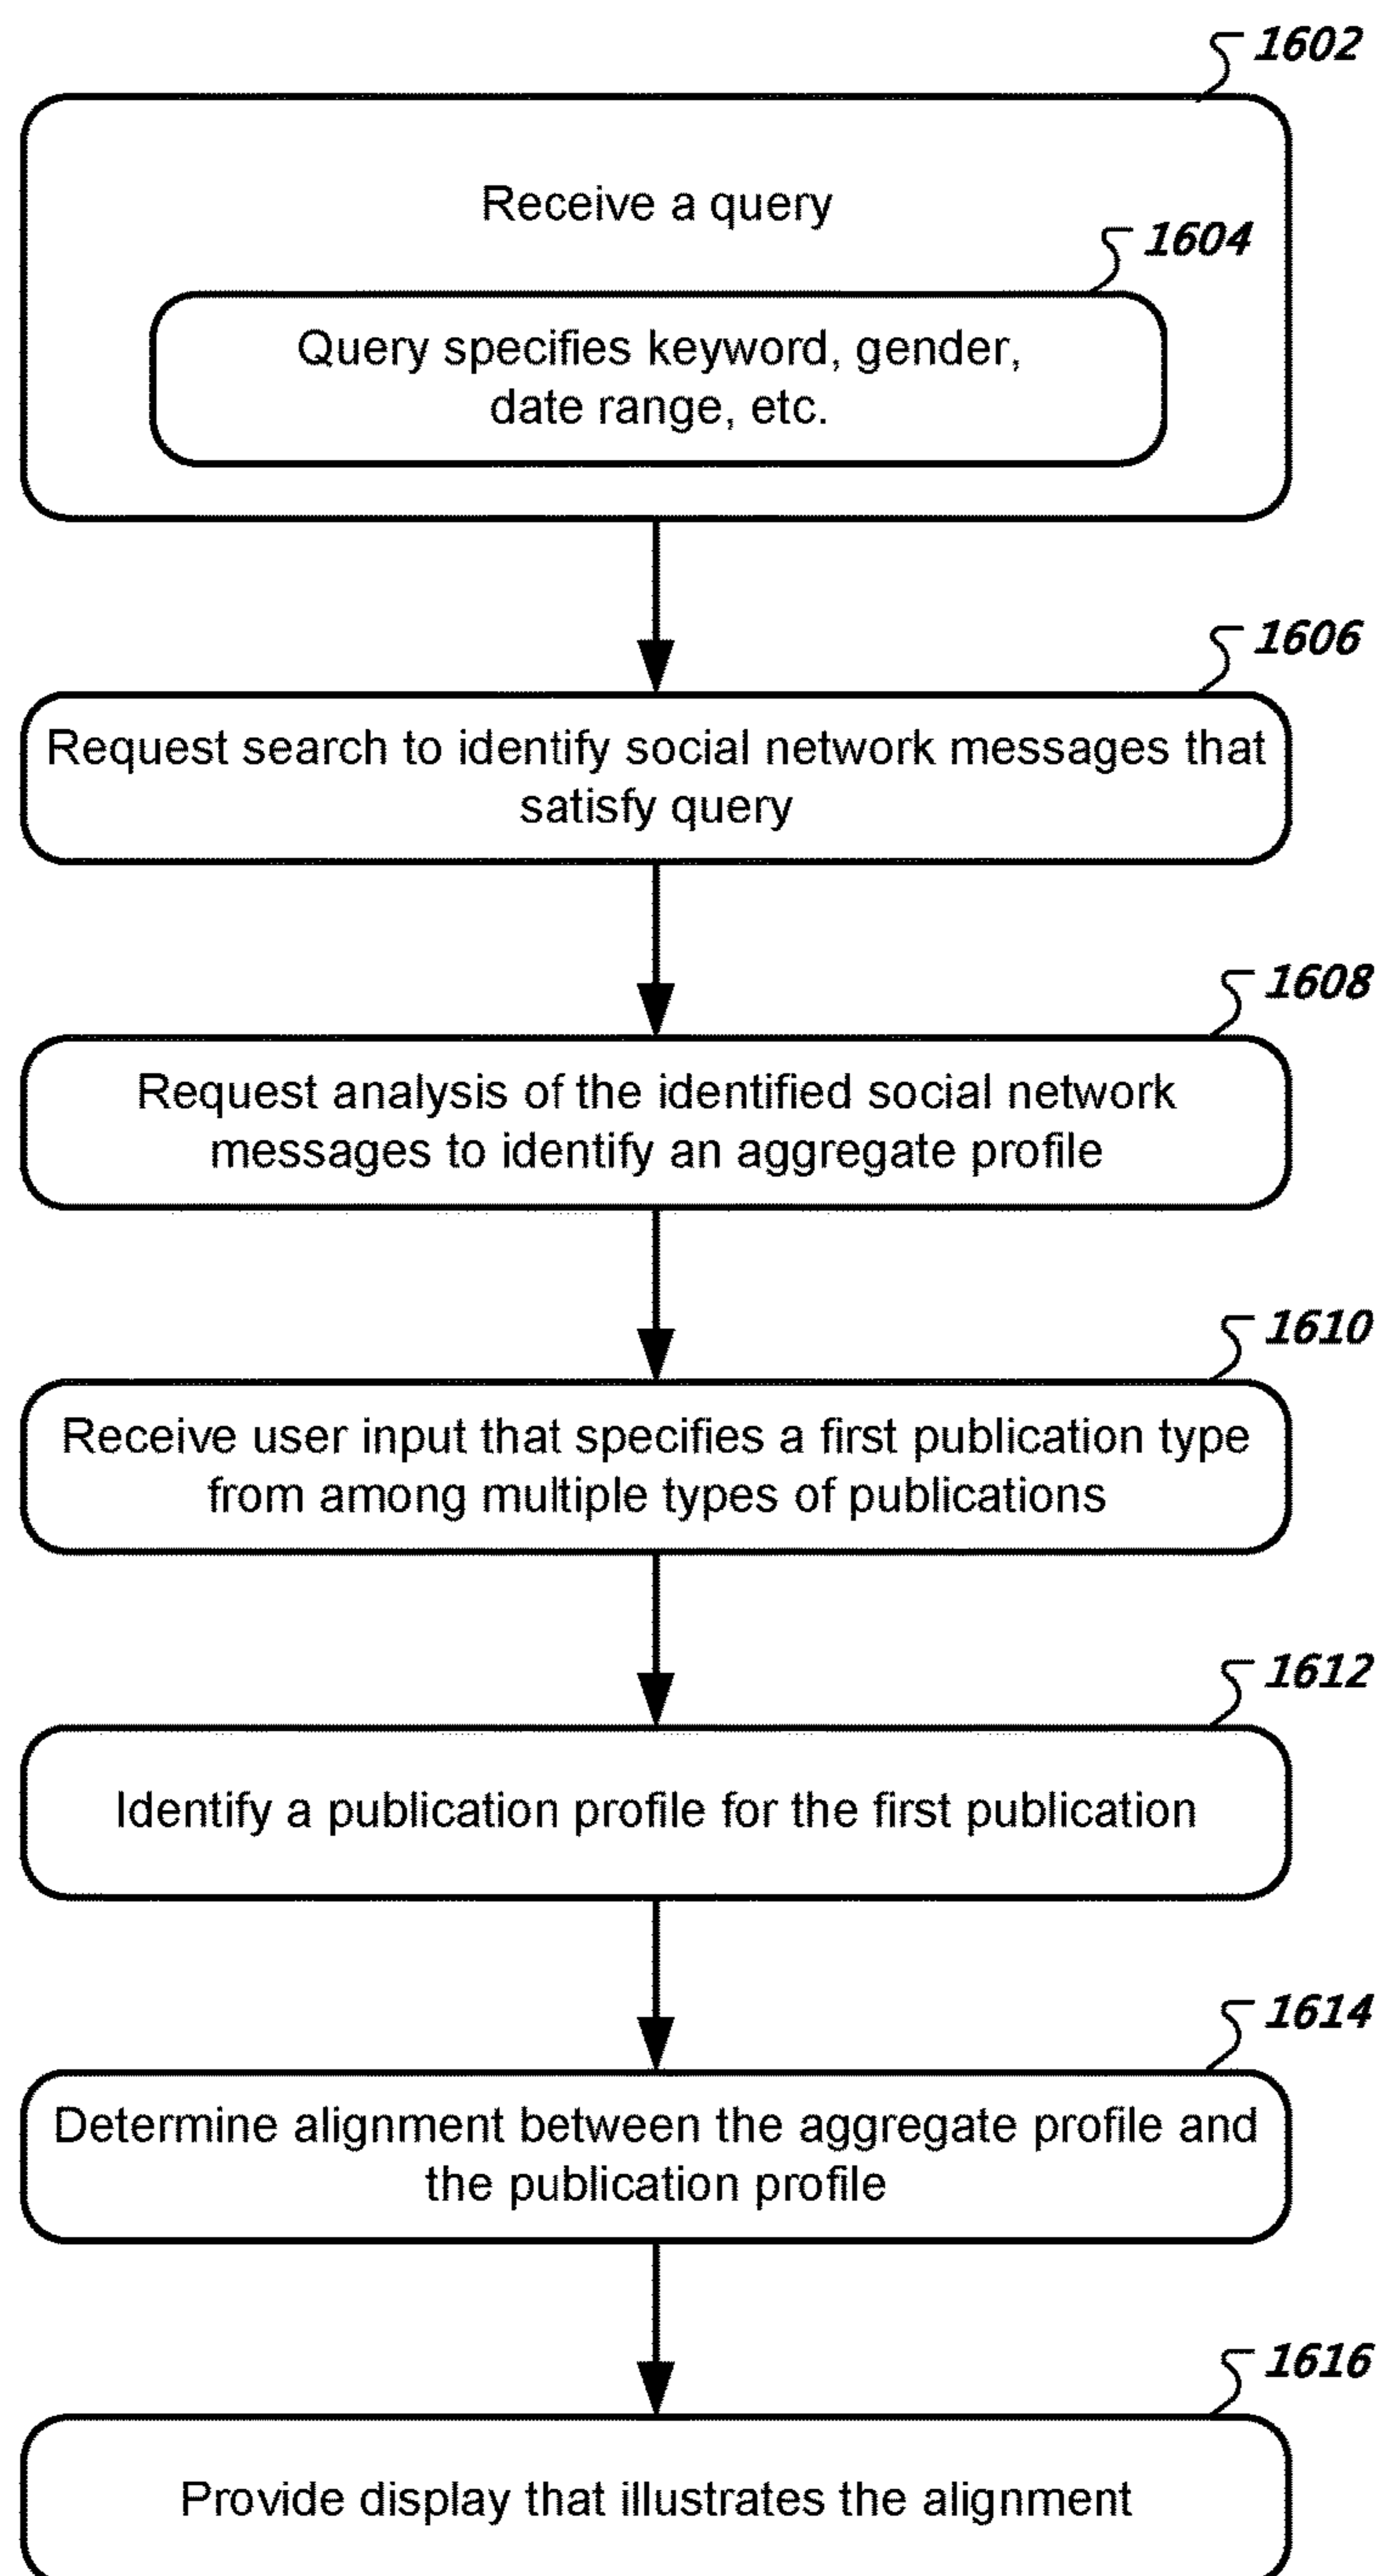 1602
Receive a query
1604
Query specifies keyword, gender,
date range, etc.
1606
Request search to identify social network messages that
satisfy query
1608
Request analysis of the identified social network
messages to identify an aggregate profile
1610
Receive user input that specifies a first publication type
from among multiple types of publications
1612
Identify a publication profile for the first publication
1614
Determine alignment between the aggregate profile and
the publication profile
1616
Provide display that illustrates the alignment